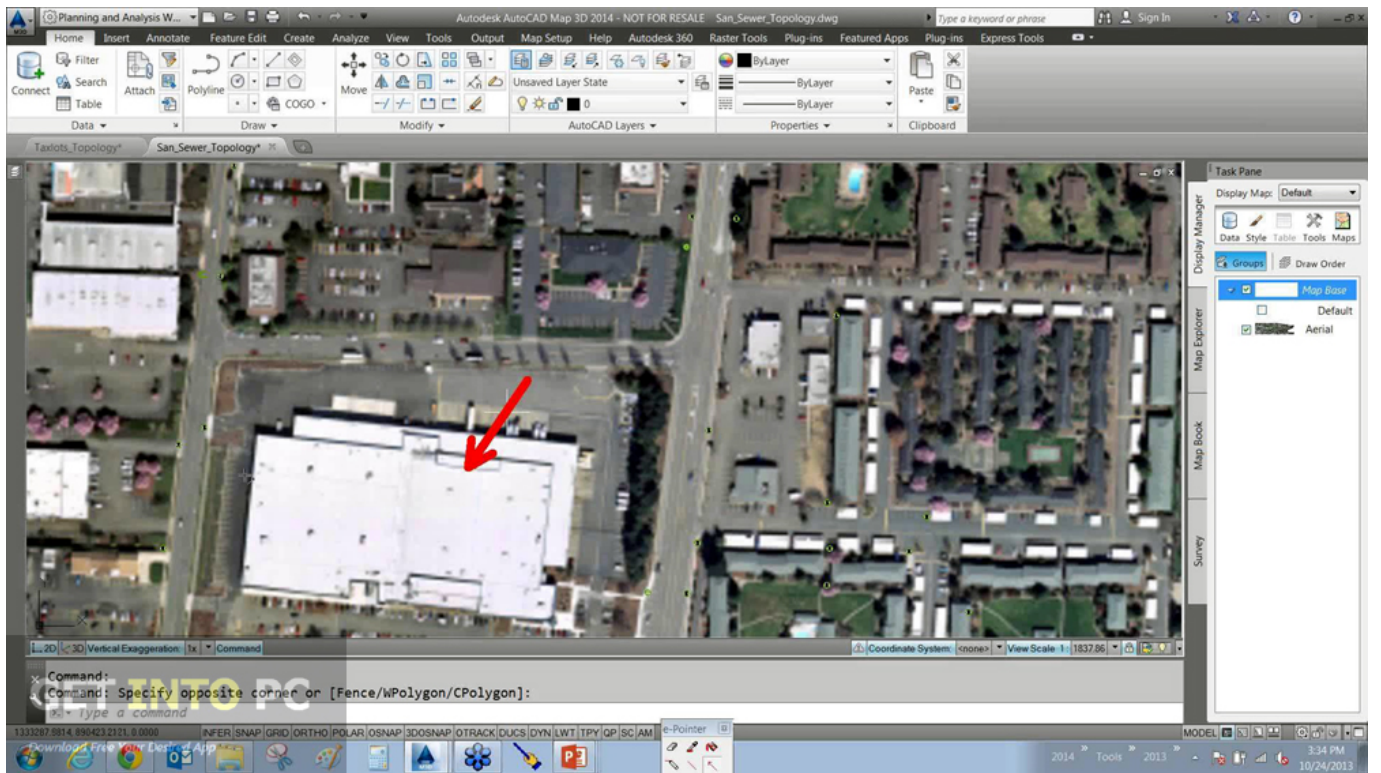 Planning and Analysis W... Autodesk AutoCAD Map 3D 2014 - NOT FOR RESALE San_Sewer_Topology.dwg Type a keyword or phrase Sign In
Home Insert Annotate Feature Edit Create Analyze View Tools Output Map Setup Help Autodesk 360 Raster Tools Plug-ins Featured Apps Plug-ins Express Tools
Filter
Search
Table
Connect
Attach
Polyline
COGO
Move
Unsaved Layer State
0
ByLayer
ByLayer
ByLayer
Paste
Data Draw Modify AutoCAD Layers Properties Clipboard
Taxlots_Topology* San_Sewer_Topology*
Task Pane
Display Map: Default
Data Style Table Tools Maps
Groups Draw Order
Map Base
Default
Aerial
Display Manager
Map Explorer
Map Book
Survey
2D 3D Vertical Exaggeration: 1x Command Coordinate System: <none> View Scale 1: 1837.86
Command:
Command: Specify opposite corner or [Fence/WPolygon/CPolygon]:
Type a command
GET INTO PC
Download Free Your Desired App
1333287.9814, 890423.2121, 0.0000 INFER SNAP GRID ORTHO POLAR OSNAP 3DOSNAP OTRACK DUCS DYN LWT TPY QP SC AM
e-Pointer
MODEL
2014 Tools 2013
3:34 PM
10/24/2013